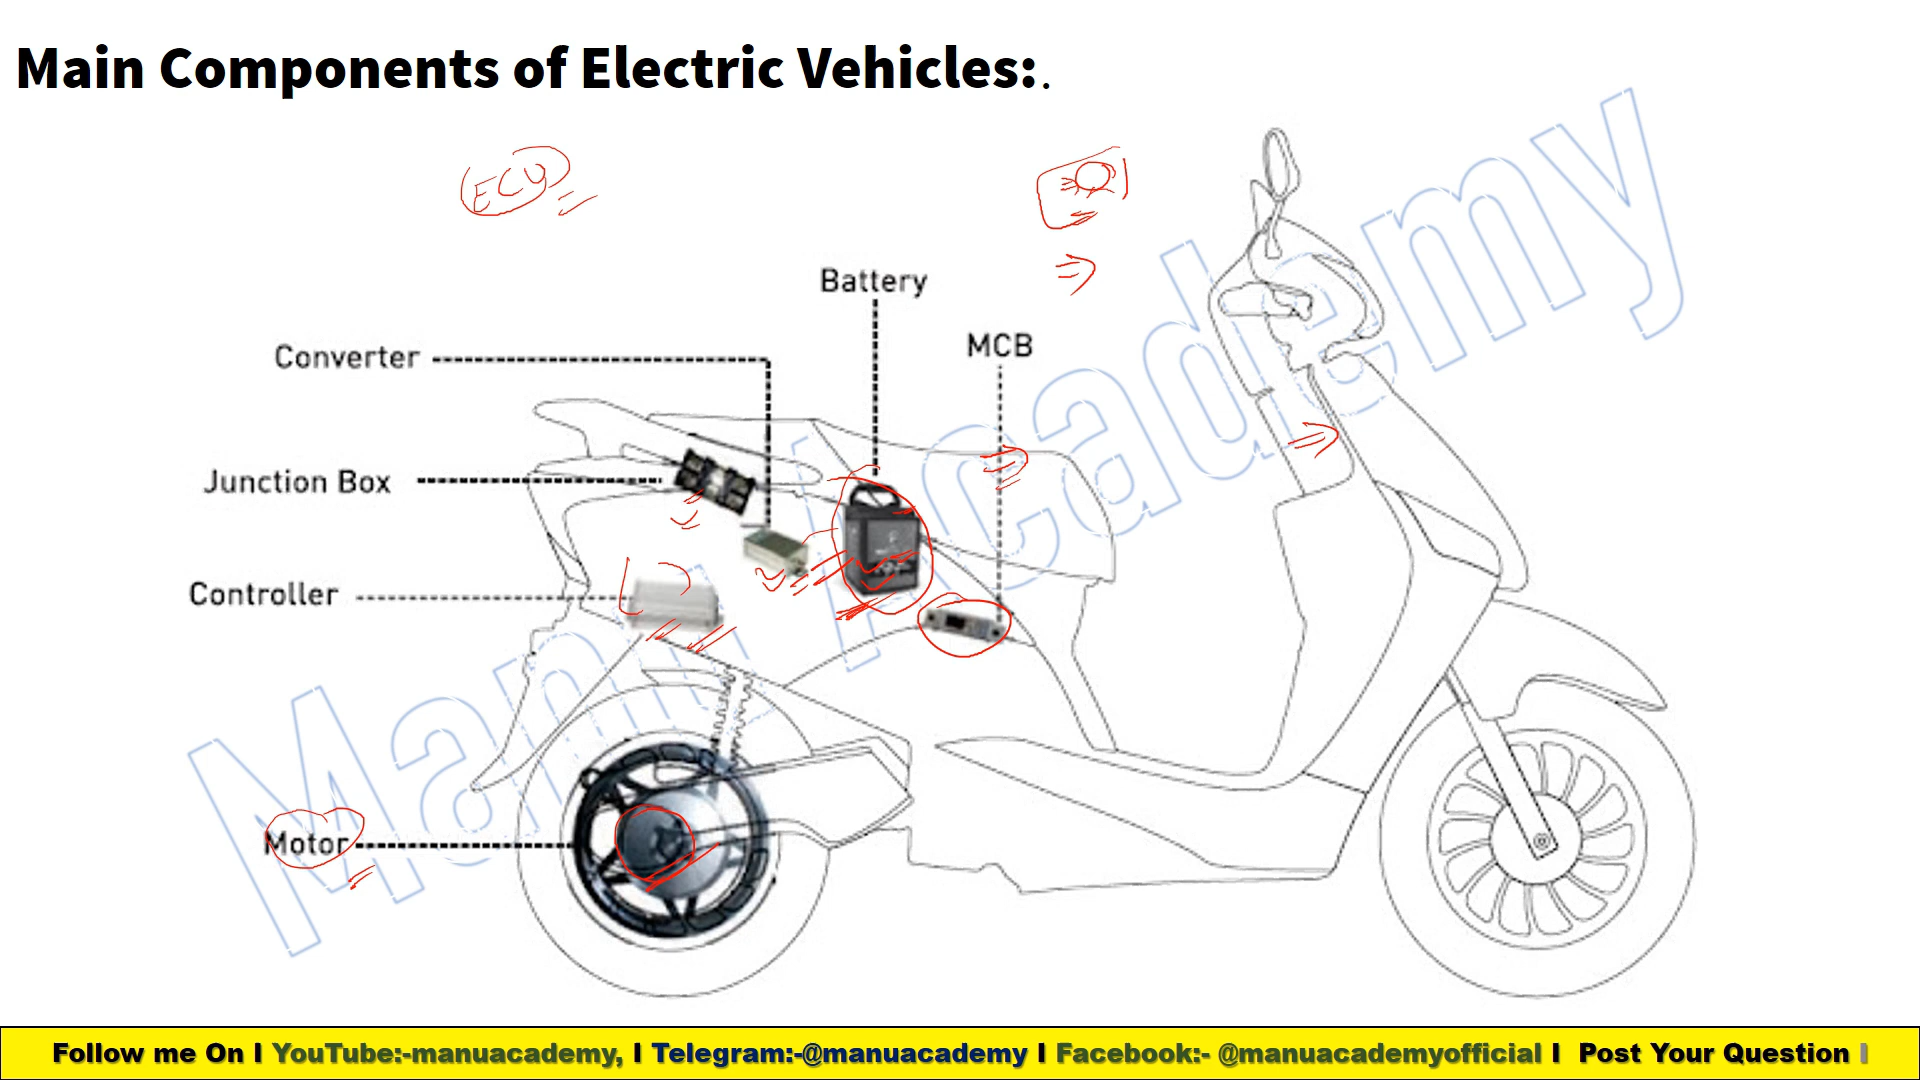 Main Components of Electric Vehicles:.
ECU
Battery
MCB
Converter
Junction Box
Controller
Motor
Manu Academy
Follow me On I YouTube:-manuacademy, I Telegram:-@manuacademy I Facebook:- @manuacademyofficial I Post Your Question I